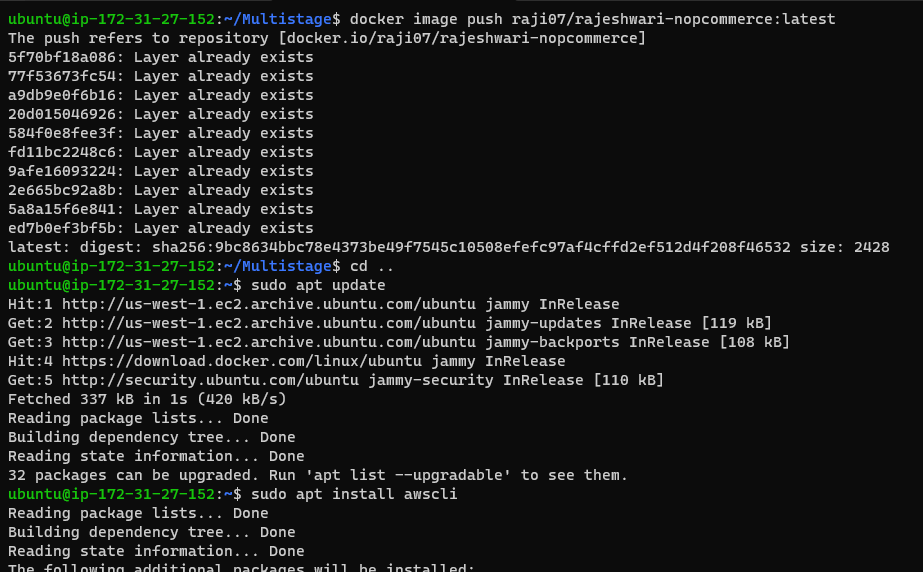 ubuntu@ip-172-31-27-152:~/Multistage$ docker image push raji07/rajeshwari-nopcommerce:latest
The push refers to repository [docker.io/raji07/rajeshwari-nopcommerce]
5f70bf18a086: Layer already exists
77f53673fc54: Layer already exists
a9db9e0f6b16: Layer already exists
20d015046926: Layer already exists
584f0e8fee3f: Layer already exists
fd11bc2248c6: Layer already exists
9afe16093224: Layer already exists
2e665bc92a8b: Layer already exists
5a8a15f6e841: Layer already exists
ed7b0ef3bf5b: Layer already exists
latest: digest: sha256:9bc8634bbc78e4373be49f7545c10508efefc97af4cffd2ef512d4f208f46532 size: 2428
ubuntu@ip-172-31-27-152:~/Multistage$ cd ..
ubuntu@ip-172-31-27-152:~$ sudo apt update
Hit:1 http://us-west-1.ec2.archive.ubuntu.com/ubuntu jammy InRelease
Get:2 http://us-west-1.ec2.archive.ubuntu.com/ubuntu jammy-updates InRelease [119 kB]
Get:3 http://us-west-1.ec2.archive.ubuntu.com/ubuntu jammy-backports InRelease [108 kB]
Hit:4 https://download.docker.com/linux/ubuntu jammy InRelease
Get:5 http://security.ubuntu.com/ubuntu jammy-security InRelease [110 kB]
Fetched 337 kB in 1s (420 kB/s)
Reading package lists... Done
Building dependency tree... Done
Reading state information... Done
32 packages can be upgraded. Run 'apt list --upgradable' to see them.
ubuntu@ip-172-31-27-152:~$ sudo apt install awscli
Reading package lists... Done
Building dependency tree... Done
Reading state information... Done
The following additional packages will be installed: